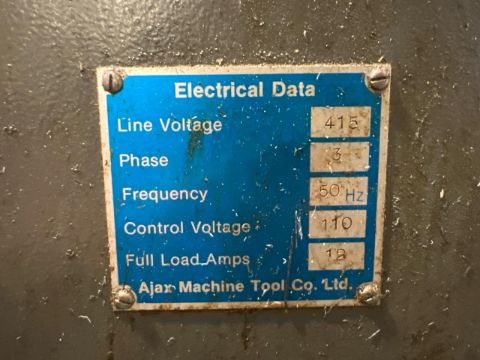 Electrical Data
Line Voltage 415
Phase 3
Frequency 50 Hz
Control Voltage 110
Full Load Amps
Ajax Machine Tool Co. Ltd.